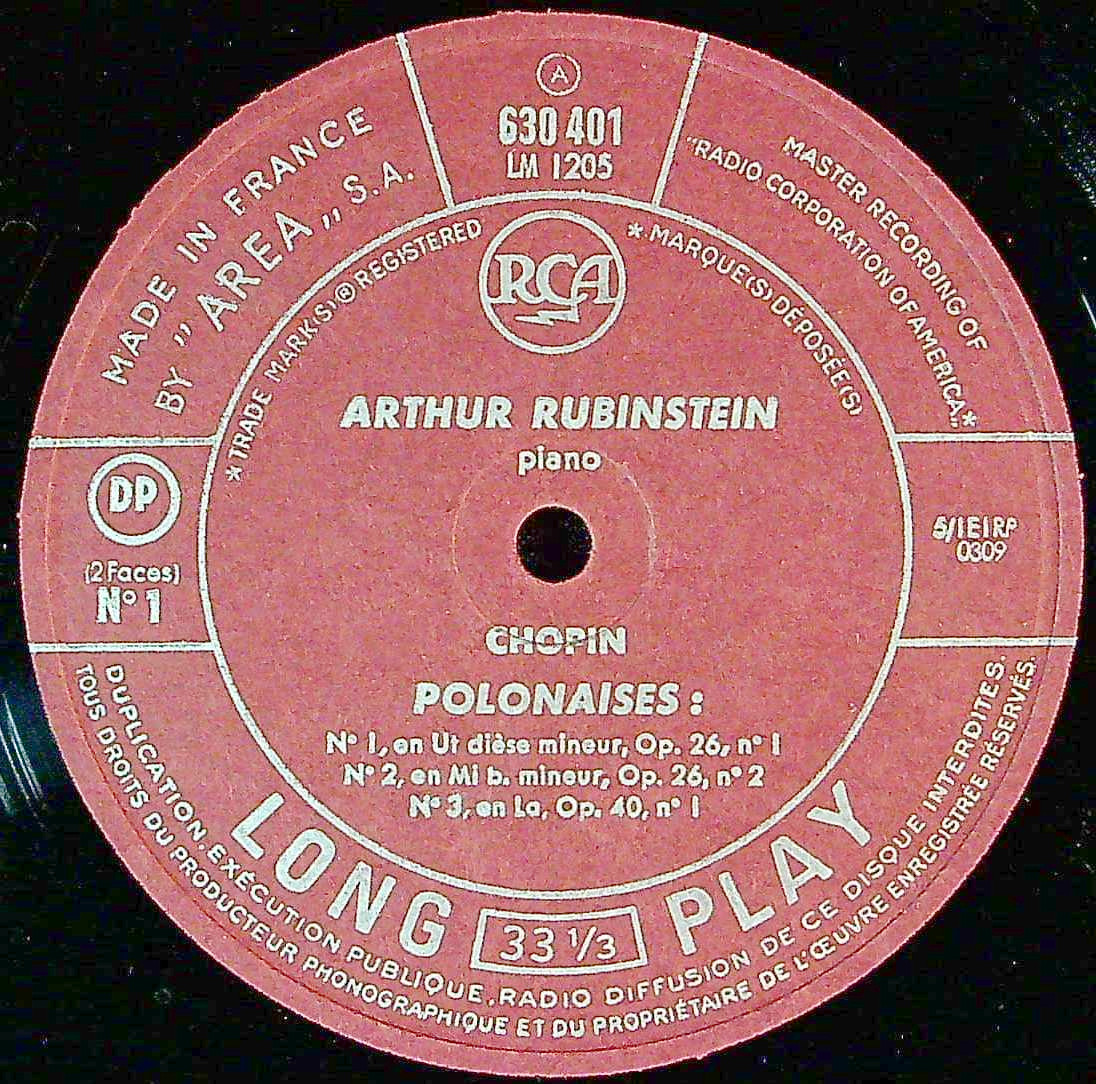 A
630 401
LM 1205
MADE IN FRANCE
BY ,, AREA ,, S.A.
MASTER RECORDING OF
"RADIO CORPORATION OF AMERICA„*
*TRADE MARK(S)® REGISTERED
RCA
*MARQUE(S) DÉPOSÉE(S)
ARTHUR RUBINSTEIN
piano
DP
(2 Faces)
N° 1
5/1E1RP
0309
CHOPIN
POLONAISES :
N° 1, en Ut dièse mineur, Op. 26, n° 1
N° 2, en Mi b. mineur, Op. 26, n° 2
N° 3, en La, Op. 40, n° 1
LONG 33 1/3 PLAY
DUPLICATION, EXÉCUTION PUBLIQUE, RADIO DIFFUSION DE CE DISQUE INTERDITES.
TOUS DROITS DU PRODUCTEUR PHONOGRAPHIQUE ET DU PROPRIÉTAIRE DE L'ŒUVRE ENREGISTRÉE RÉSERVÉS.